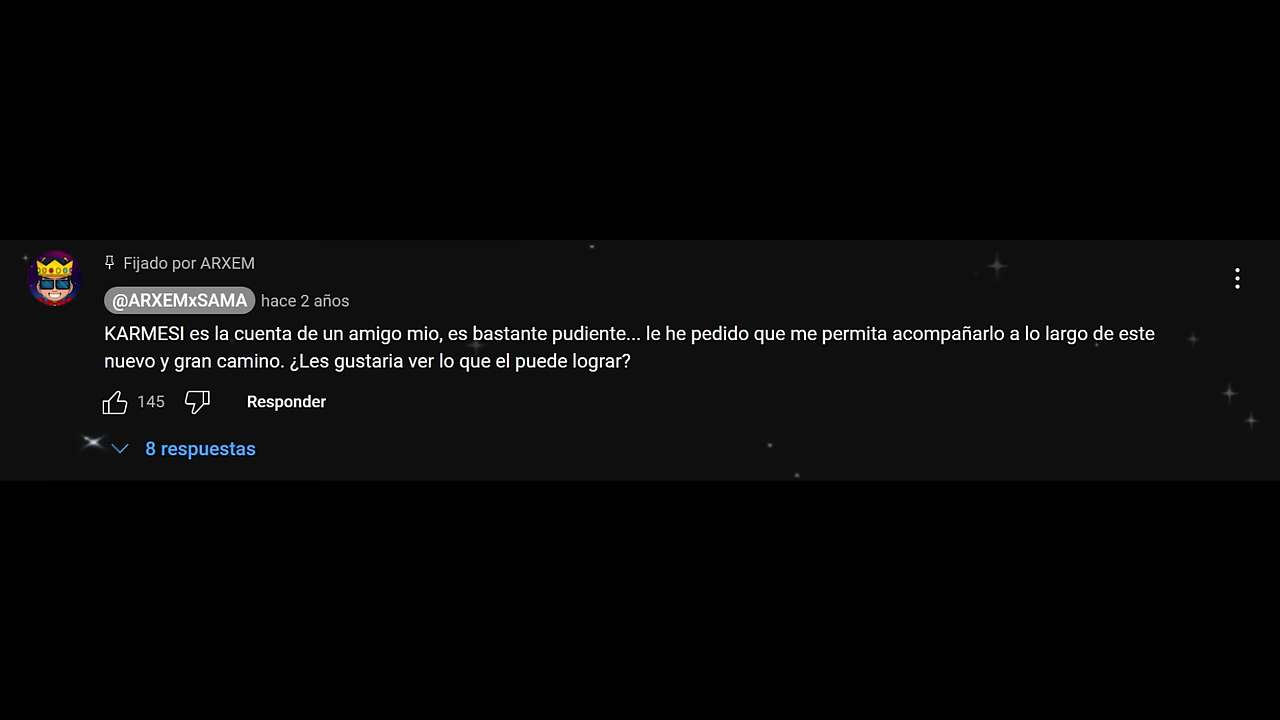 Fijado por ARXEM
@ARXEMxSAMA hace 2 años
KARMESI es la cuenta de un amigo mio, es bastante pudiente... le he pedido que me permita acompañarlo a lo largo de este
nuevo y gran camino. ¿Les gustaria ver lo que el puede lograr?
145 Responder
8 respuestas